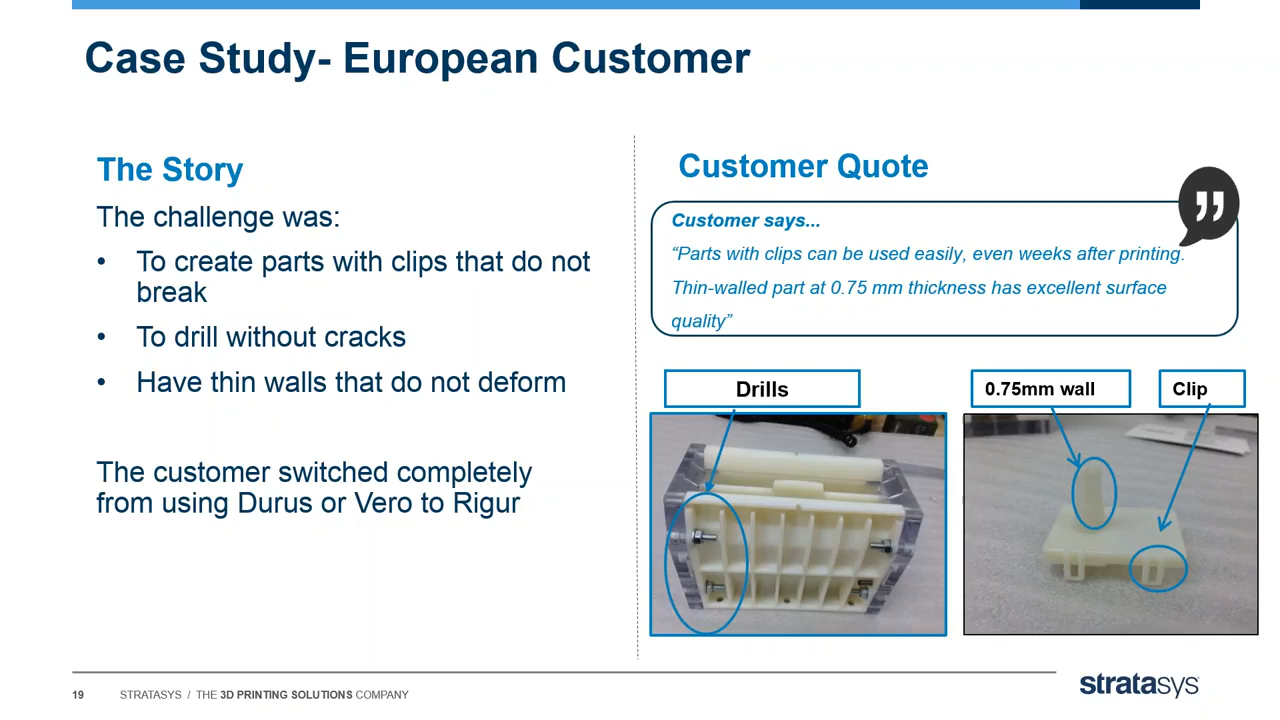 Case Study- European Customer
The Story
The challenge was:
• To create parts with clips that do not
break
• To drill without cracks
• Have thin walls that do not deform
The customer switched completely
from using Durus or Vero to Rigur
Customer Quote
Customer says...
“Parts with clips can be used easily, even weeks after printing.
Thin-walled part at 0.75 mm thickness has excellent surface
quality”
Drills
0.75mm wall
Clip
19
STRATASYS / THE 3D PRINTING SOLUTIONS COMPANY
stratasys